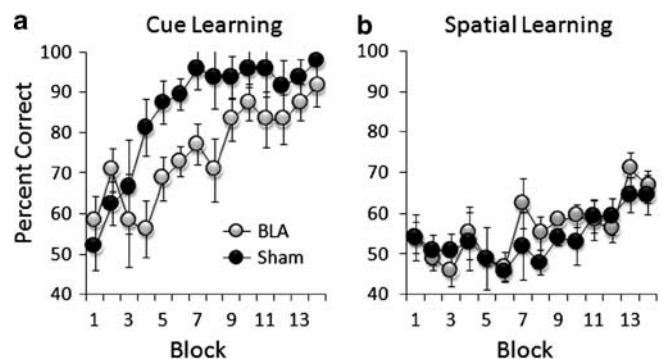 a
Cue Learning
b
Spatial Learning
Percent Correct
100
90
80
70
60
50
40
BLA
Sham
1 3 5 7 9 11 13
Block
100
90
80
70
60
50
40
1 3 5 7 9 11 13
Block